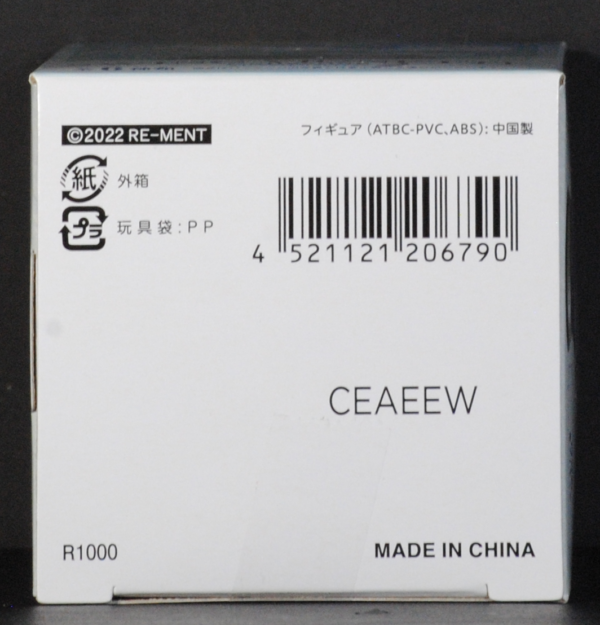 ©2022 RE-MENT
フィギュア（ATBC-PVC、ABS）：中国製
紙 外箱
プラ 玩具袋：PP
4 521121 206790
CEAEEW
R1000
MADE IN CHINA